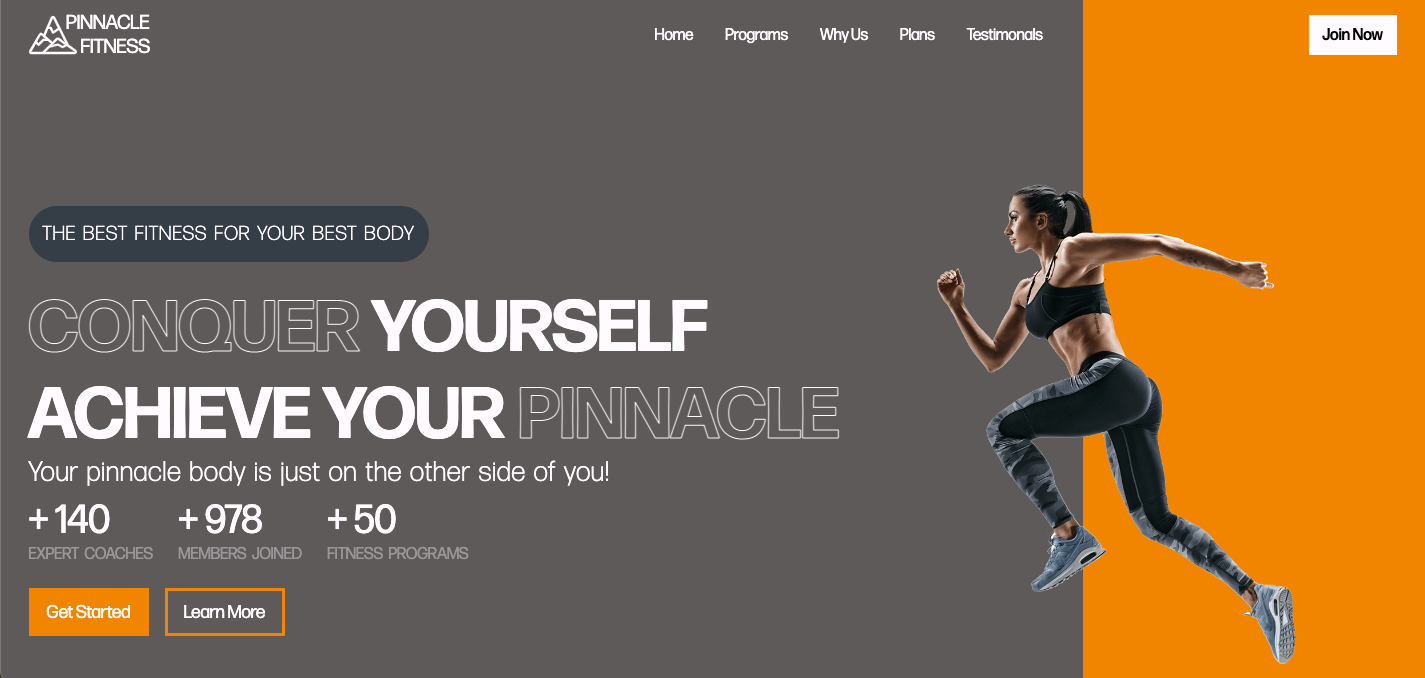 PINNACLE
FITNESS
Home Programs Why Us Plans Testimonals
Join Now
THE BEST FITNESS FOR YOUR BEST BODY
CONQUER YOURSELF
ACHIEVE YOUR PINNACLE
Your pinnacle body is just on the other side of you!
+ 140 + 978 + 50
EXPERT COACHES MEMBERS JOINED FITNESS PROGRAMS
Get Started Learn More